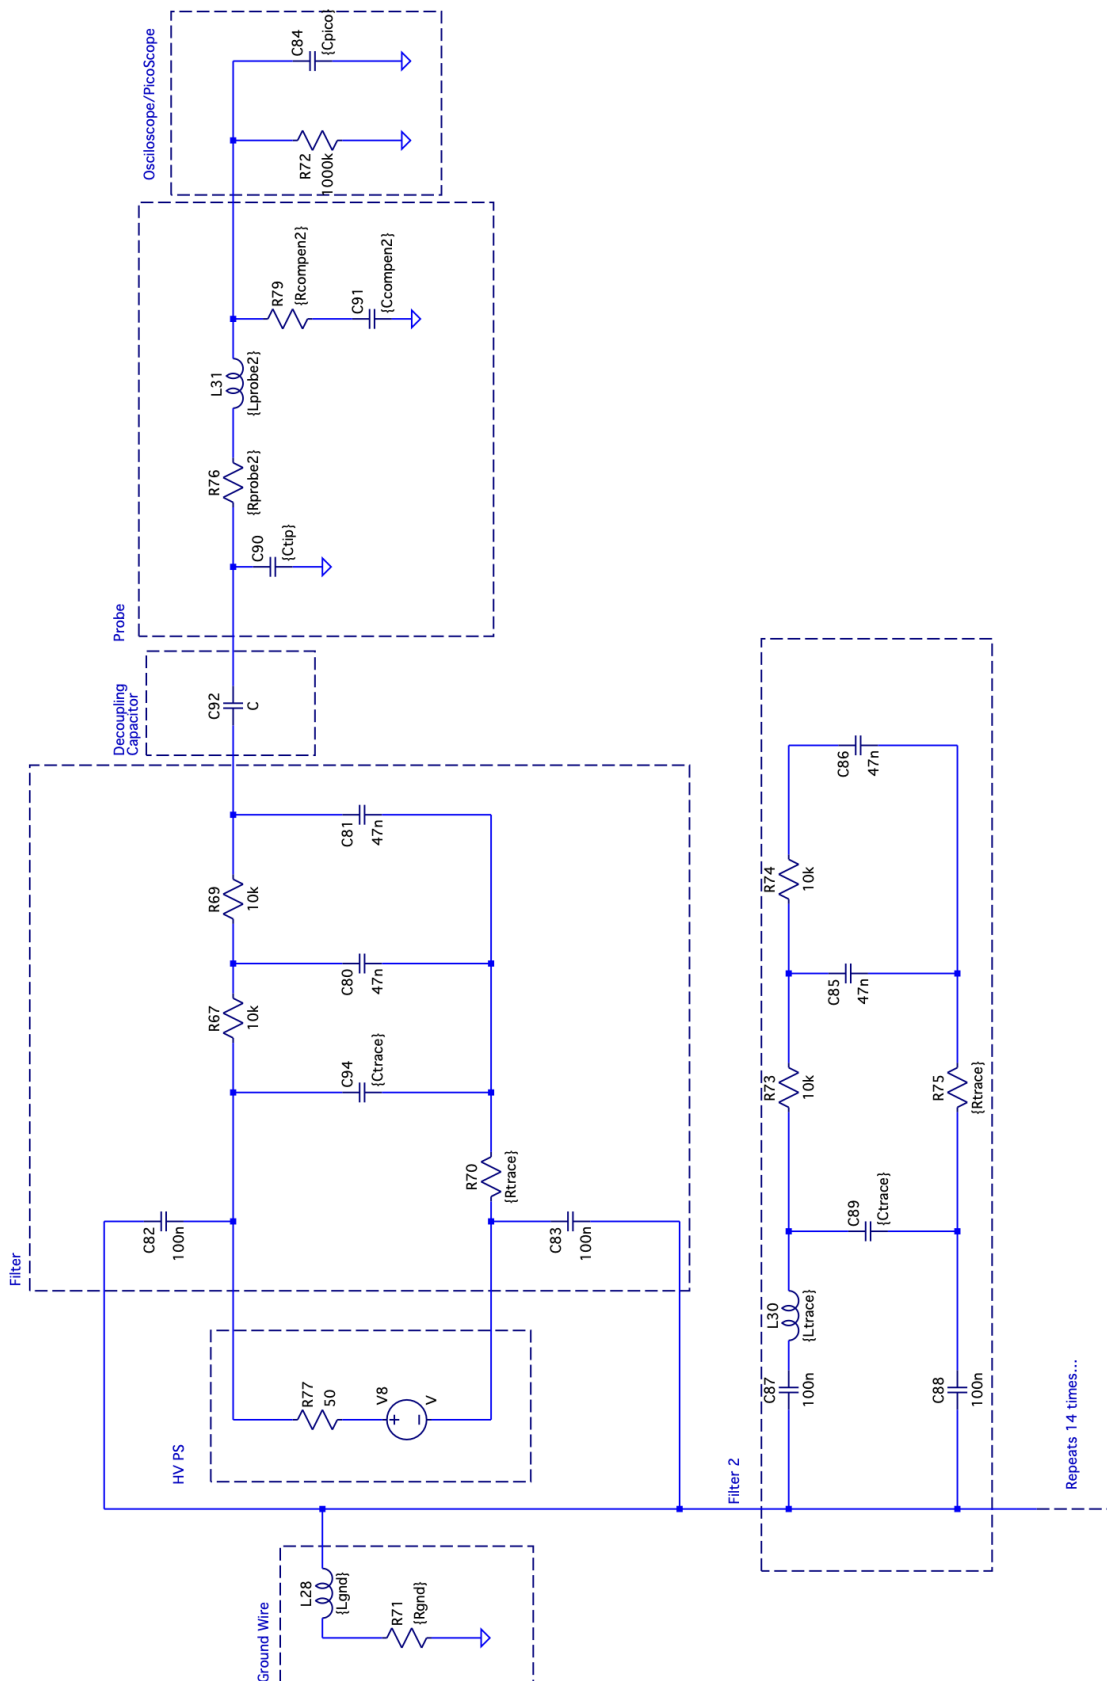 Osciloscope/PicoScope
C84
{Cpico}
R72
1000k
Probe
R79
{Rcompen2}
C91
{Ccompen2}
L31
{Lprobe2}
R76
{Rprobe2}
C90
{Ctip}
Decoupling
Capacitor
C92
C
Filter
R69
10k
C81
47n
R67
10k
C80
47n
C94
{Ctrace}
R70
{Rtrace}
C82
100n
C83
100n
HV PS
R77
50
V8
V
Ground Wire
L28
{Lgnd}
R71
{Rgnd}
Filter 2
C86
47n
R74
10k
C85
47n
R73
10k
R75
{Rtrace}
C89
{Ctrace}
L30
{Ltrace}
C87
100n
C88
100n
Repeats 14 times...